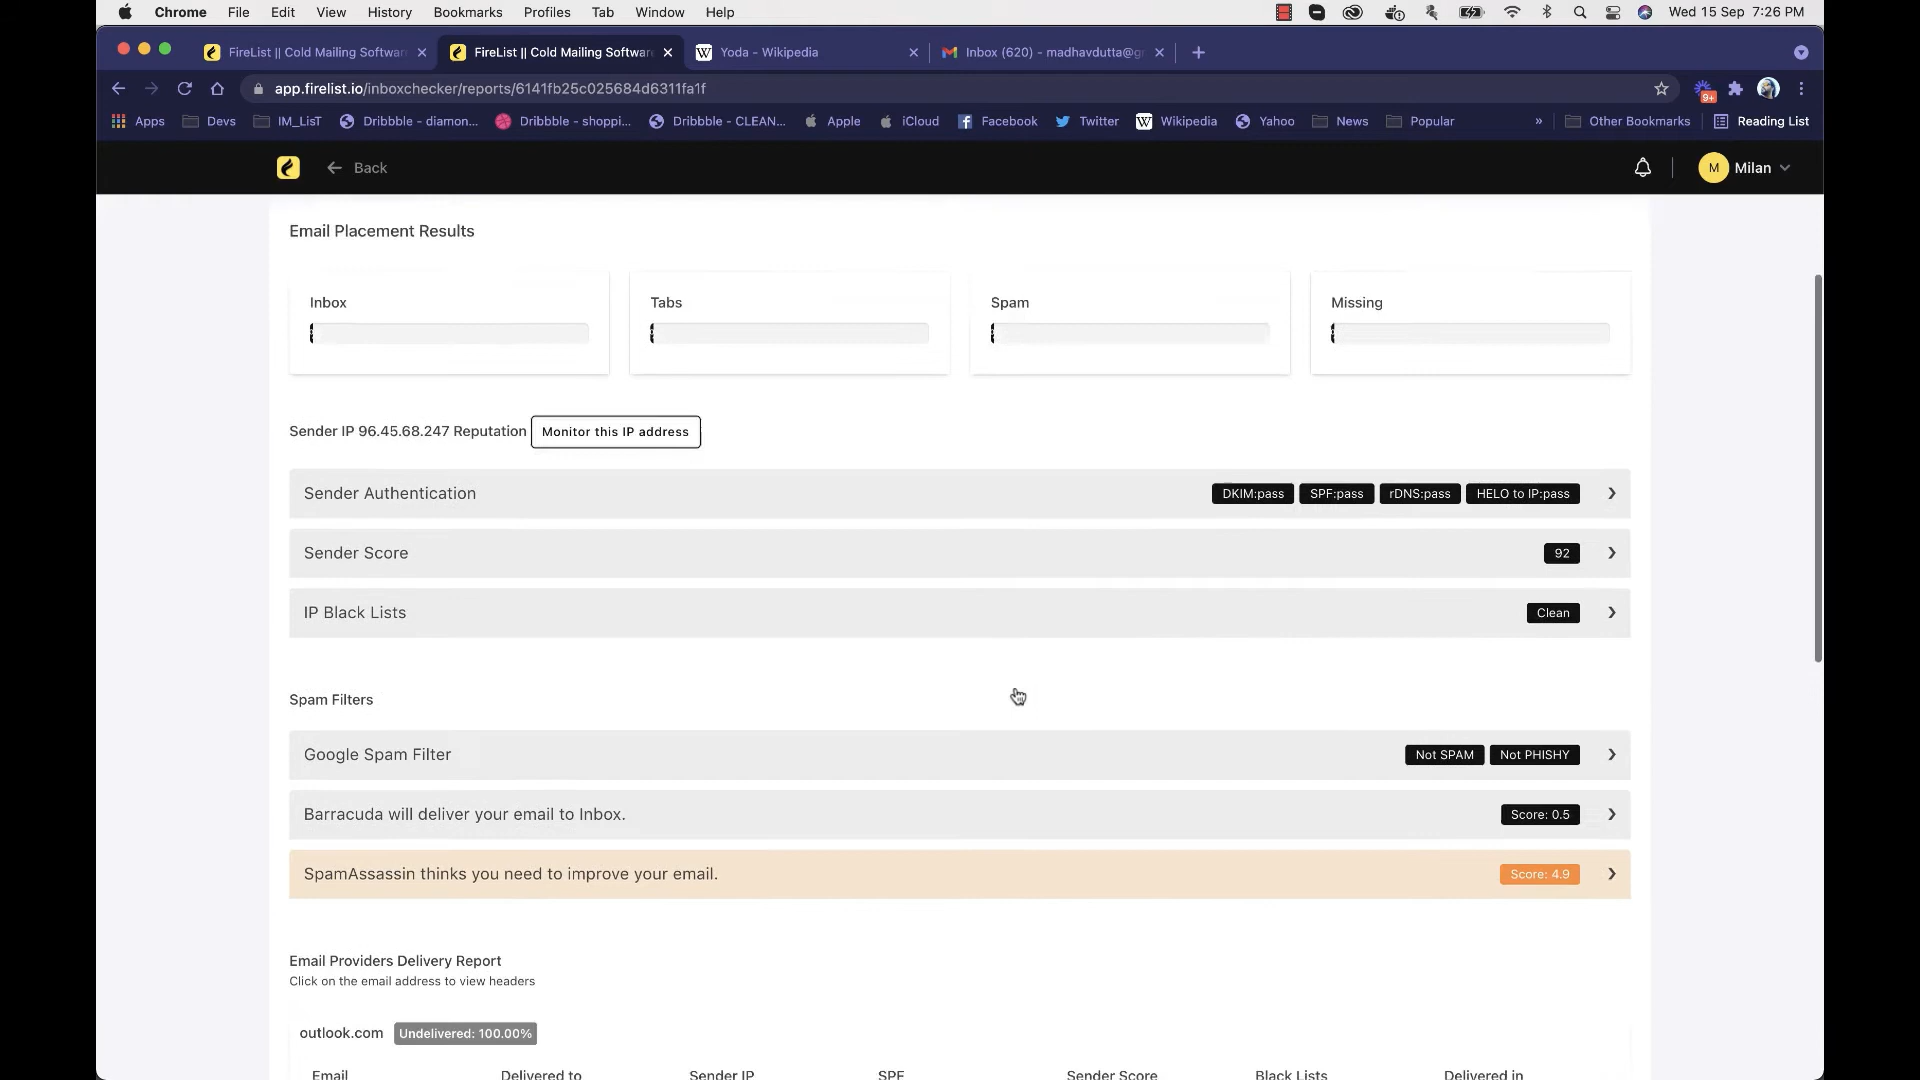 Chrome File Edit View History Bookmarks Profiles Tab Window Help Wed 15 Sep 7:26 PM
FireList || Cold Mailing Softwar FireList || Cold Mailing Software Yoda - Wikipedia Inbox (620) - madhavdutta@g
app.firelist.io/inboxchecker/reports/6141fb25c025684d6311fa1f 9+
Apps Devs IM_LisT Dribbble - diamon... Dribbble - shoppi... Dribbble - CLEAN... Apple iCloud Facebook Twitter Wikipedia Yahoo News Popular » Other Bookmarks Reading List
Back M Milan
Email Placement Results
Inbox Tabs Spam Missing
Sender IP 96.45.68.247 Reputation Monitor this IP address
Sender Authentication DKIM:pass SPF:pass rDNS:pass HELO to IP:pass
Sender Score 92
IP Black Lists Clean
Spam Filters
Google Spam Filter Not SPAM Not PHISHY
Barracuda will deliver your email to Inbox. Score: 0.5
SpamAssassin thinks you need to improve your email. Score: 4.9
Email Providers Delivery Report
Click on the email address to view headers
outlook.com Undelivered: 100.00%
Email Delivered to Sender IP SPF Sender Score Black Lists Delivered in